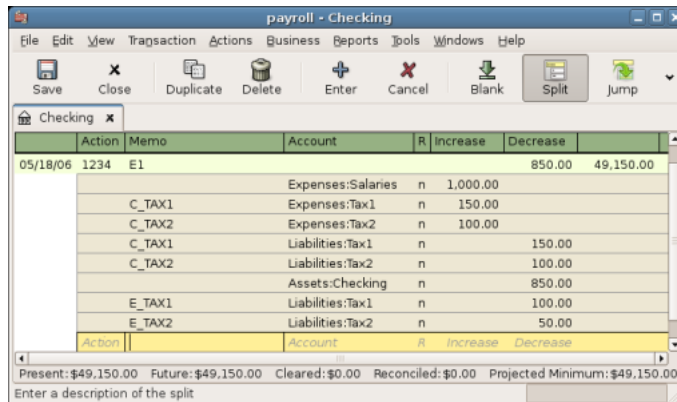 payroll - Checking
File Edit View Transaction Actions Business Reports Tools Windows Help
Save Close Duplicate Delete Enter Cancel Blank Split Jump
Checking
Action Memo Account R Increase Decrease
05/18/06 1234 E1 850.00 49,150.00
Expenses:Salaries n 1,000.00
C_TAX1 Expenses:Tax1 n 150.00
C_TAX2 Expenses:Tax2 n 100.00
C_TAX1 Liabilities:Tax1 n 150.00
C_TAX2 Liabilities:Tax2 n 100.00
Assets:Checking n 850.00
E_TAX1 Liabilities:Tax1 n 100.00
E_TAX2 Liabilities:Tax2 n 50.00
Action Account R Increase Decrease
Present:$49,150.00 Future:$49,150.00 Cleared:$0.00 Reconciled:$0.00 Projected Minimum:$49,150.00
Enter a description of the split